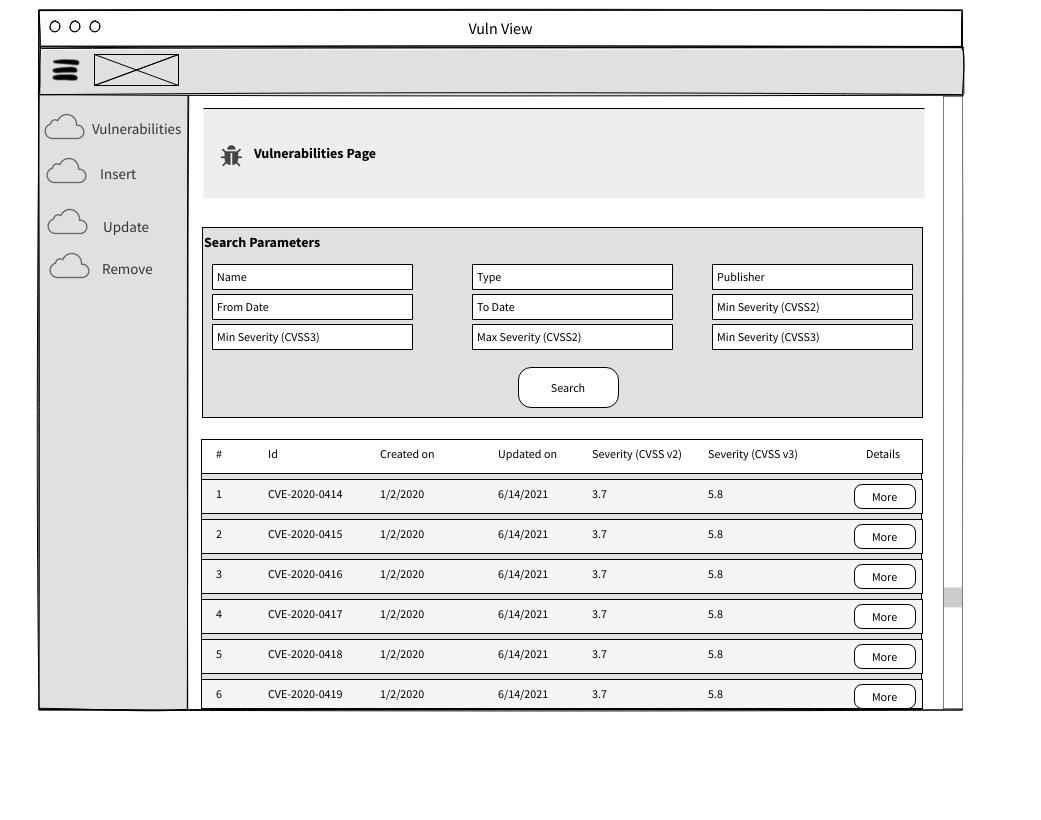 Vuln View
Vulnerabilities
Insert
Update
Remove
Vulnerabilities Page
Search Parameters
Name Type Publisher
From Date To Date Min Severity (CVSS2)
Min Severity (CVSS3) Max Severity (CVSS2) Min Severity (CVSS3)
Search
# Id Created on Updated on Severity (CVSS v2) Severity (CVSS v3) Details
1 CVE-2020-0414 1/2/2020 6/14/2021 3.7 5.8 More
2 CVE-2020-0415 1/2/2020 6/14/2021 3.7 5.8 More
3 CVE-2020-0416 1/2/2020 6/14/2021 3.7 5.8 More
4 CVE-2020-0417 1/2/2020 6/14/2021 3.7 5.8 More
5 CVE-2020-0418 1/2/2020 6/14/2021 3.7 5.8 More
6 CVE-2020-0419 1/2/2020 6/14/2021 3.7 5.8 More